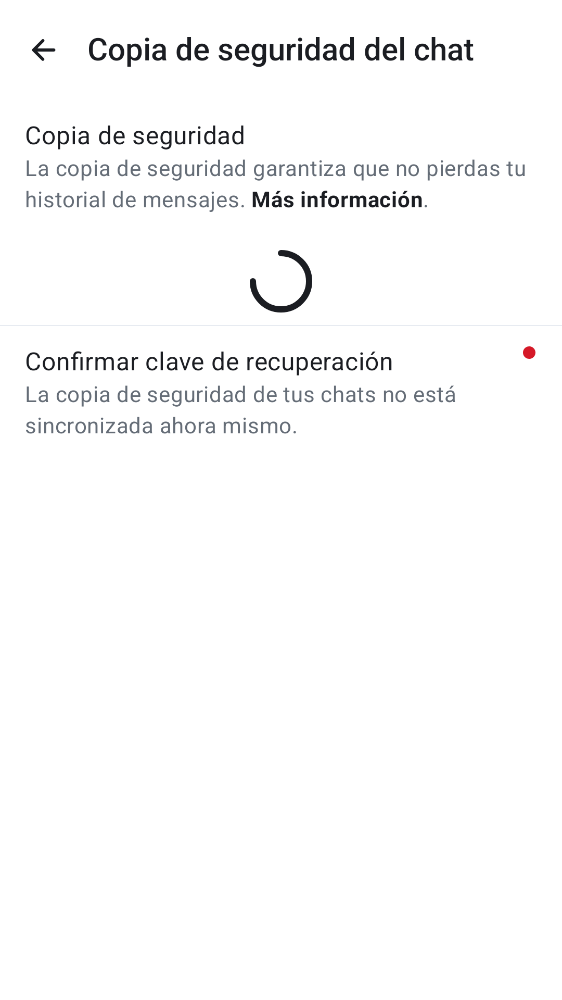 Copia de seguridad del chat
Copia de seguridad
La copia de seguridad garantiza que no pierdas tu
historial de mensajes. Más información.
Confirmar clave de recuperación
La copia de seguridad de tus chats no está
sincronizada ahora mismo.